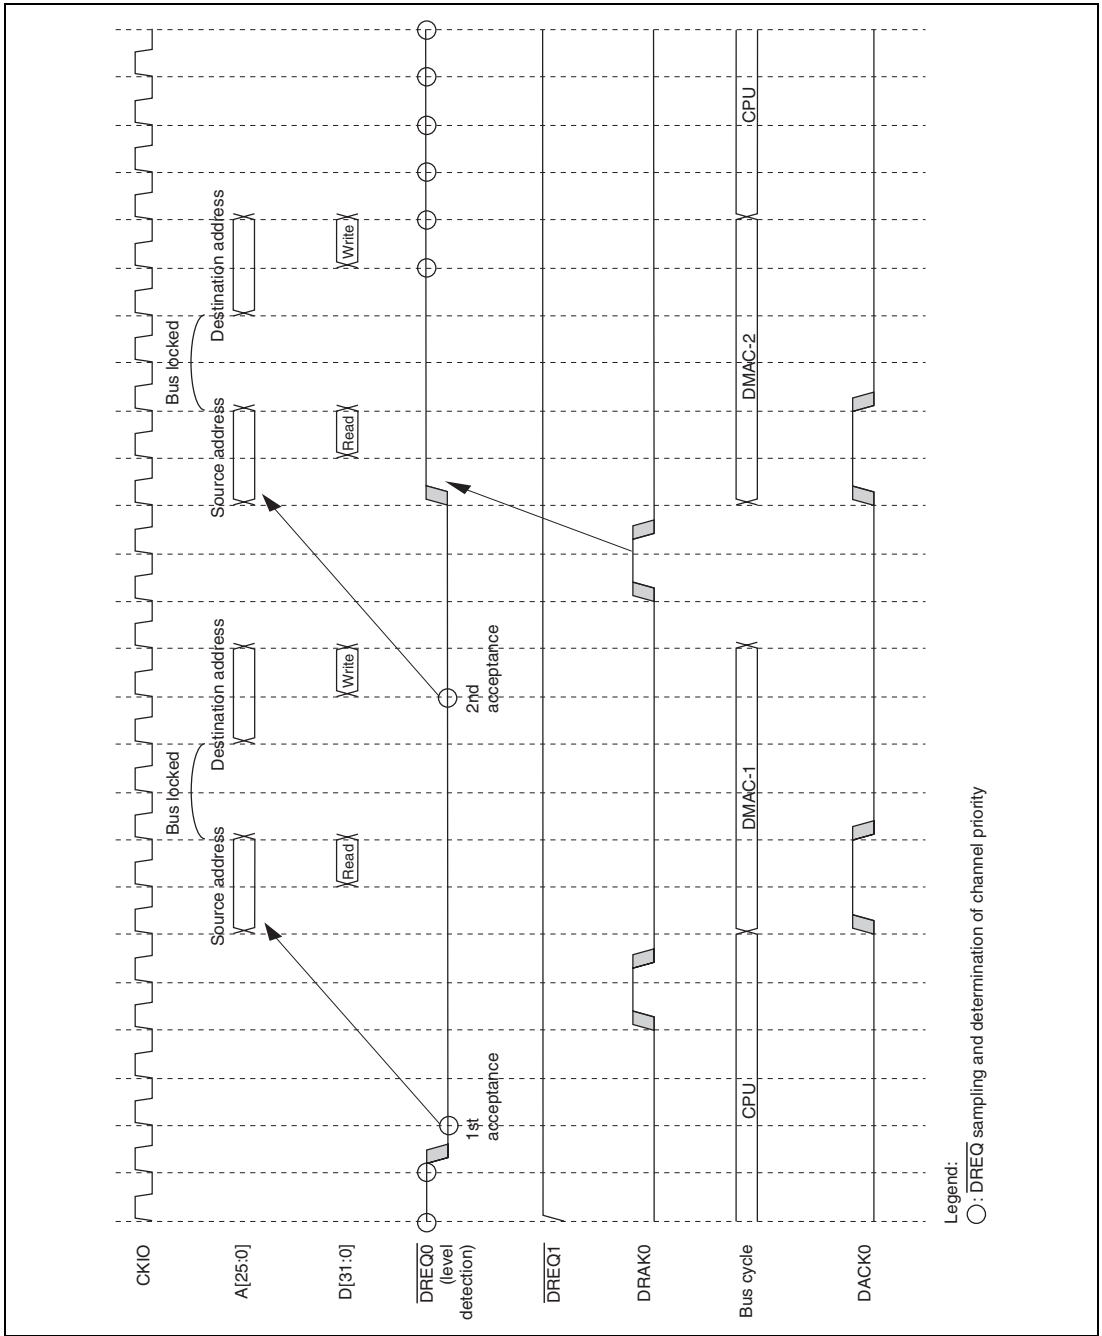 CKIO
Bus locked
Bus locked
Source address
Destination address
Source address
Destination address
A[25:0]
D[31:0]
Read
Write
Read
Write
DREQ0
(level
detection)
1st
acceptance
2nd
acceptance
DREQ1
DRAK0
Bus cycle
CPU
DMAC-1
DMAC-2
CPU
DACK0
Legend:
: DREQ sampling and determination of channel priority